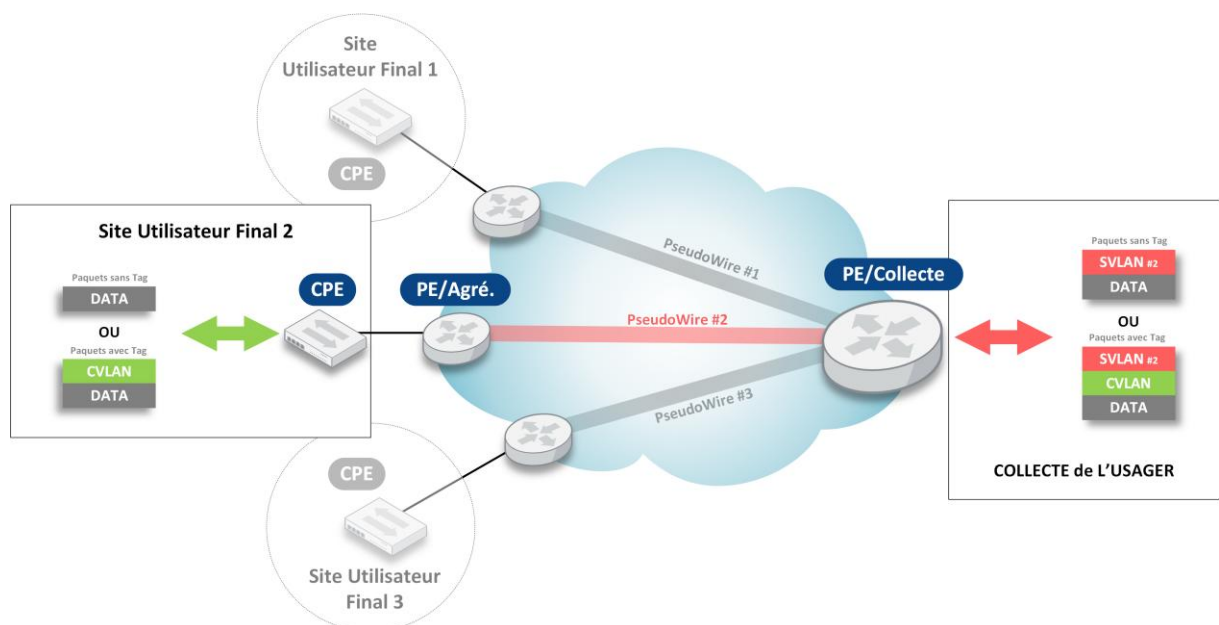 Site
Utilisateur Final 1
CPE
Site Utilisateur Final 2
Paquets sans Tag
DATA
OU
Paquets avec Tag
CVLAN
DATA
CPE
PE/Agré.
PseudoWire #1
PseudoWire #2
PseudoWire #3
PE/Collecte
Paquets sans Tag
SVLAN #2
DATA
OU
Paquets avec Tag
SVLAN #2
CVLAN
DATA
COLLECTE de L'USAGER
CPE
Site Utilisateur
Final 3